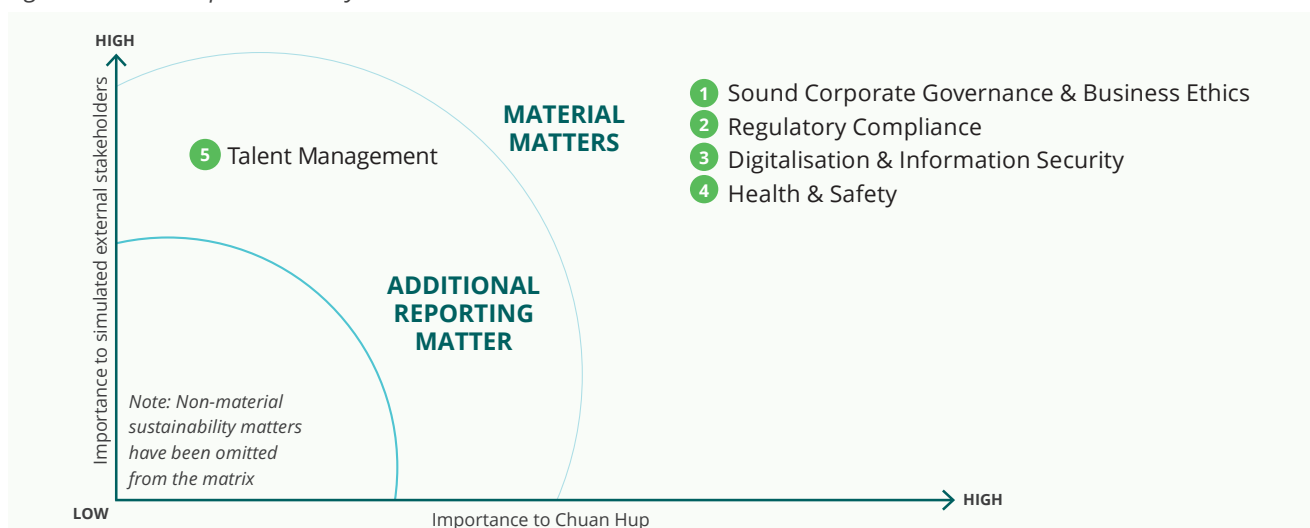 HIGH
Importance to simulated external stakeholders
MATERIAL
MATTERS
1 Sound Corporate Governance & Business Ethics
2 Regulatory Compliance
3 Digitalisation & Information Security
4 Health & Safety
5 Talent Management
ADDITIONAL
REPORTING
MATTER
Note: Non-material
sustainability matters
have been omitted
from the matrix
LOW
Importance to Chuan Hup
HIGH